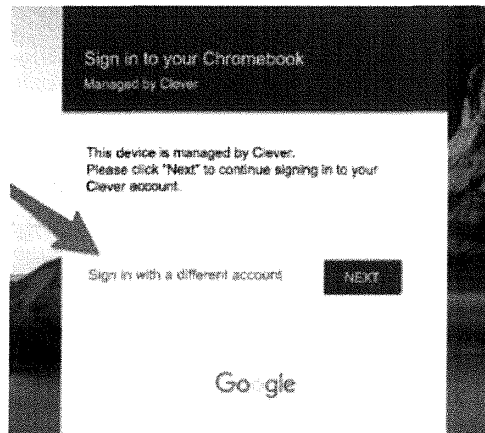 Sign in to your Chromebook
Managed by Clever
This device is managed by Clever.
Please click "Next" to continue signing in to your
Clever account.
Sign in with a different account
NEXT
Google